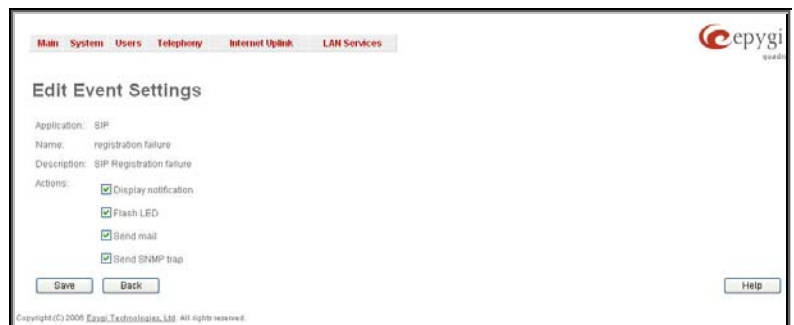 Main System Users Telephony Internet Uplink LAN Services
epygi
quadro
Edit Event Settings
Application: SIP
Name: registration failure
Description: SIP Registration failure
Actions:
Display notification
Flash LED
Send mail
Send SNMP trap
Save Back Help
Copyright (C) 2006 Epygi Technologies, Ltd. All rights reserved.